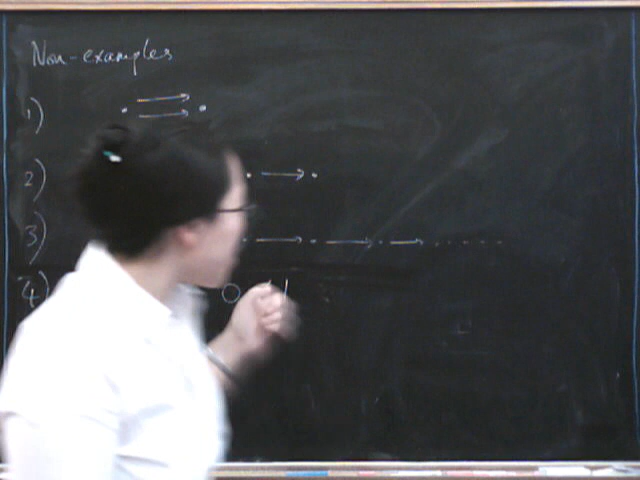 Non-examples
1) . ⇉ .
2) . → .
3) . → . → . → . . . . .
4) O